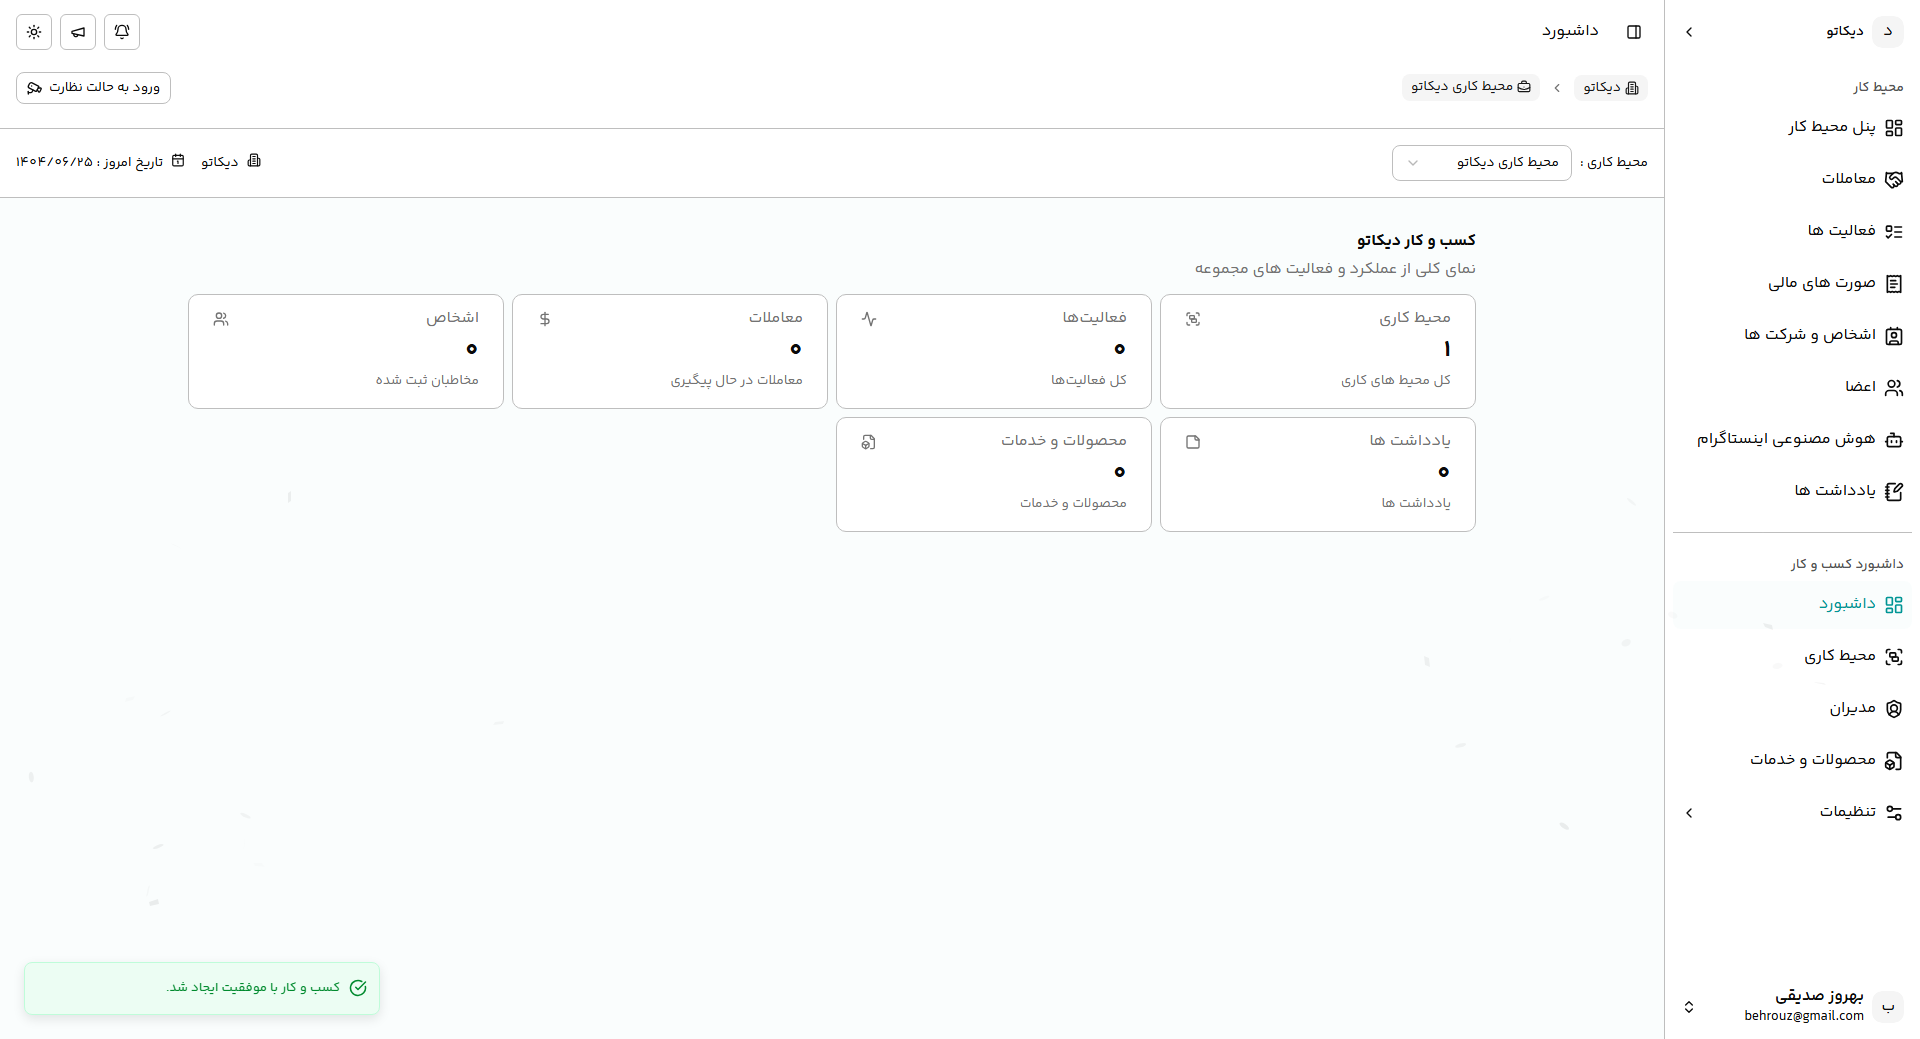 د
دیکاتو
محیط کار
پنل محیط کار
معاملات
فعالیت ها
صورت های مالی
اشخاص و شرکت ها
اعضا
هوش مصنوعی اینستاگرام
یادداشت ها
داشبورد کسب و کار
داشبورد
محیط کاری
مدیران
محصولات و خدمات
تنظیمات
ب
بهروز صدیقی
behrouz@gmail.com
داشبورد
دیکاتو
محیط کاری دیکاتو
ورود به حالت نظارت
محیط کاری :
محیط کاری دیکاتو
دیکاتو
تاریخ امروز : ۱۴۰۴/۰۶/۲۵
کسب و کار دیکاتو
نمای کلی از عملکرد و فعالیت های مجموعه
محیط کاری
۱
کل محیط های کاری
فعالیت‌ها
۰
کل فعالیت‌ها
معاملات
۰
معاملات در حال پیگیری
اشخاص
۰
مخاطبان ثبت شده
یادداشت ها
۰
یادداشت ها
محصولات و خدمات
۰
محصولات و خدمات
کسب و کار با موفقیت ایجاد شد.